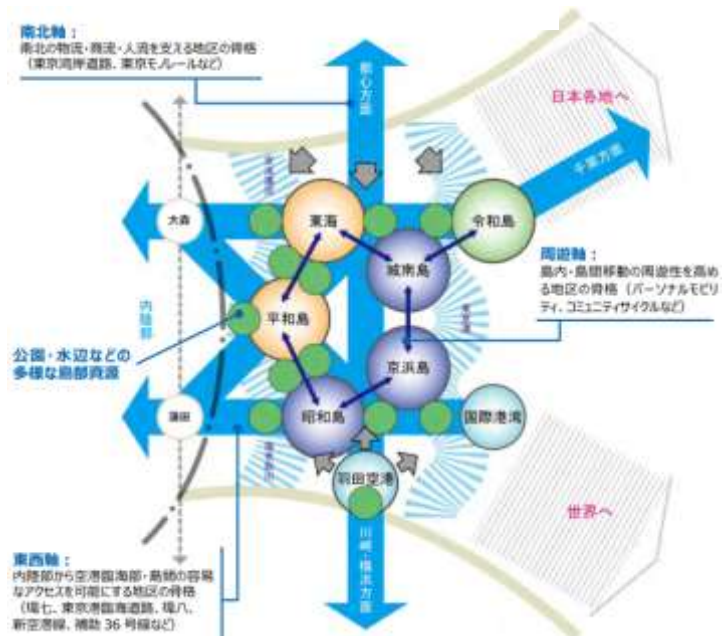 南北軸：
南北の物流・商流・人流を支える地区の骨格
（東京湾岸道路、東京モノレールなど）
都心方面
日本各地へ
千葉方面
大森
東海
令和島
城南島
周遊軸：
島内・島間移動の周遊性を高め
る地区の骨格（パーソナルモビリ
ティ、コミュニティサイクルなど）
内陸部
平和島
公園・水辺などの
多様な島部資源
京浜島
蒲田
昭和島
国際港湾
羽田空港
世界へ
川崎・横浜方面
東西軸：
内陸部から空港臨海部・島間の容易
なアクセスを可能にする地区の骨格
（環七、東京港臨海道路、環八、
新空港線、補助 36 号線など）